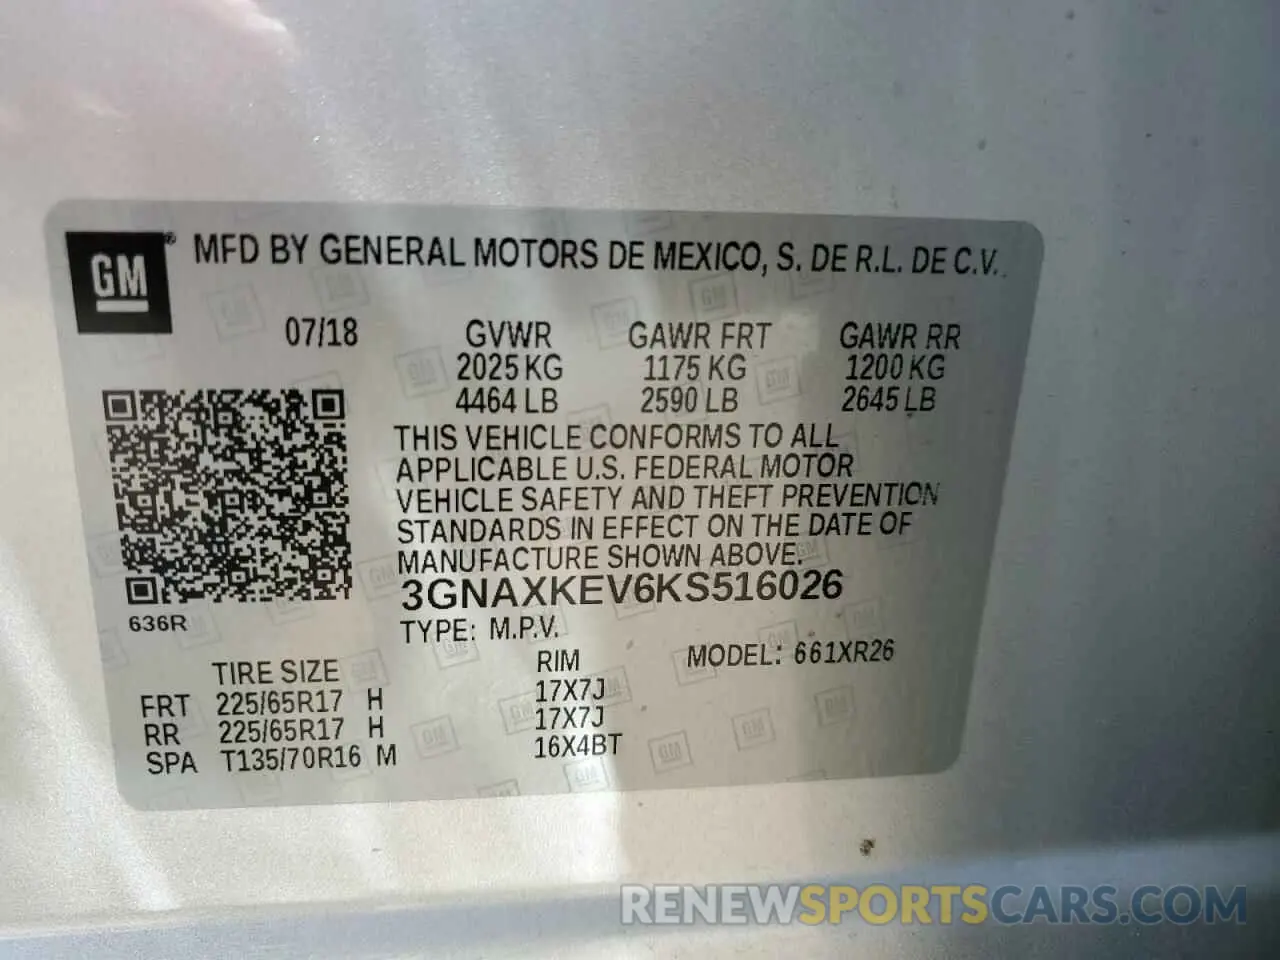 GM® MFD BY GENERAL MOTORS DE MEXICO, S. DE R.L. DE C.V.
07/18 GVWR GAWR FRT GAWR RR
2025 KG 1175 KG 1200 KG
4464 LB 2590 LB 2645 LB
THIS VEHICLE CONFORMS TO ALL
APPLICABLE U.S. FEDERAL MOTOR
VEHICLE SAFETY AND THEFT PREVENTION
STANDARDS IN EFFECT ON THE DATE OF
MANUFACTURE SHOWN ABOVE.
3GNAXKEV6KS516026
636R
TYPE: M.P.V.
TIRE SIZE RIM MODEL: 661XR26
FRT 225/65R17 H 17X7J
RR 225/65R17 H 17X7J
SPA T135/70R16 M 16X4BT
RENEWSPORTSCARS.COM